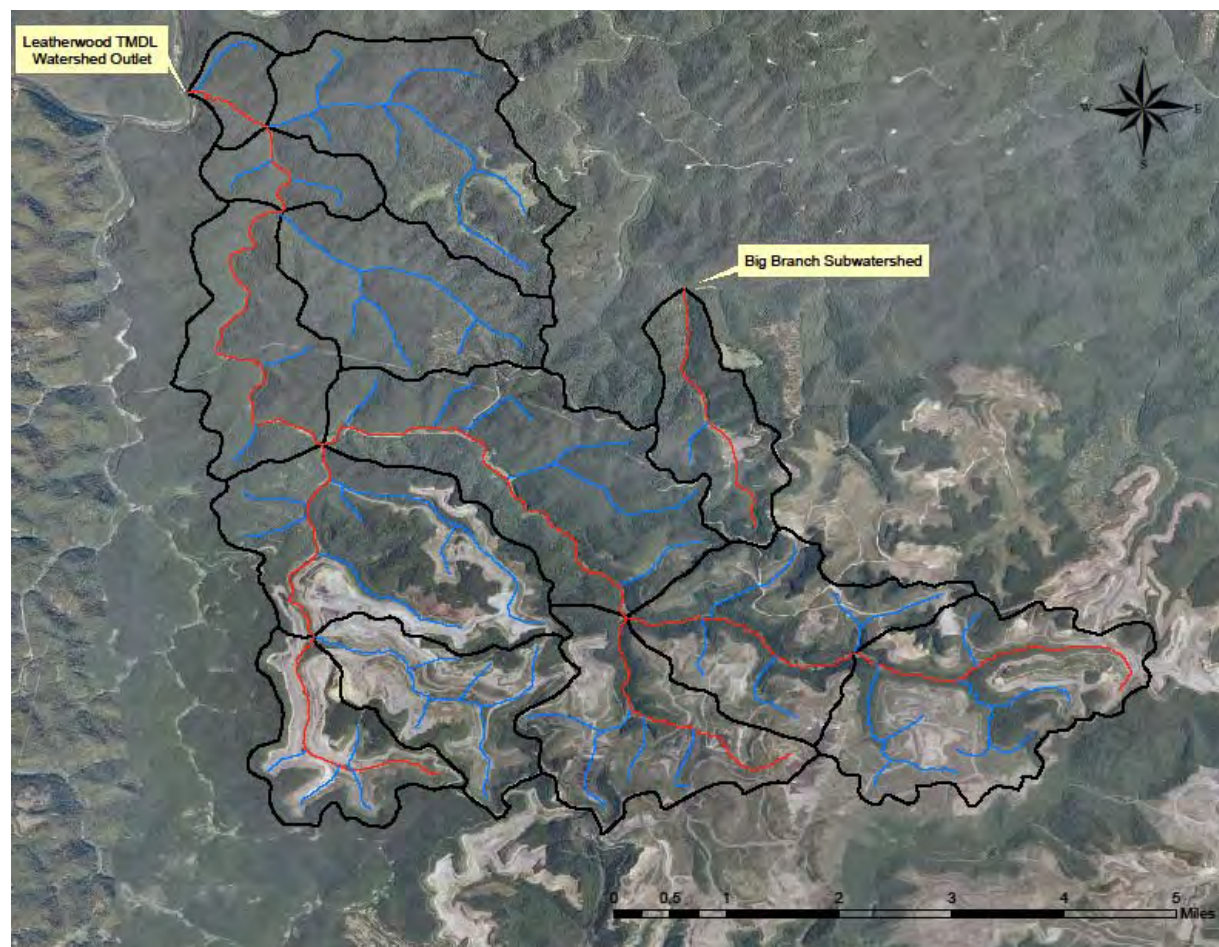 Leatherwood TMDL
Watershed Outlet
N
W
E
S
Big Branch Subwatershed
0 0.5 1 2 3 4 5
Miles